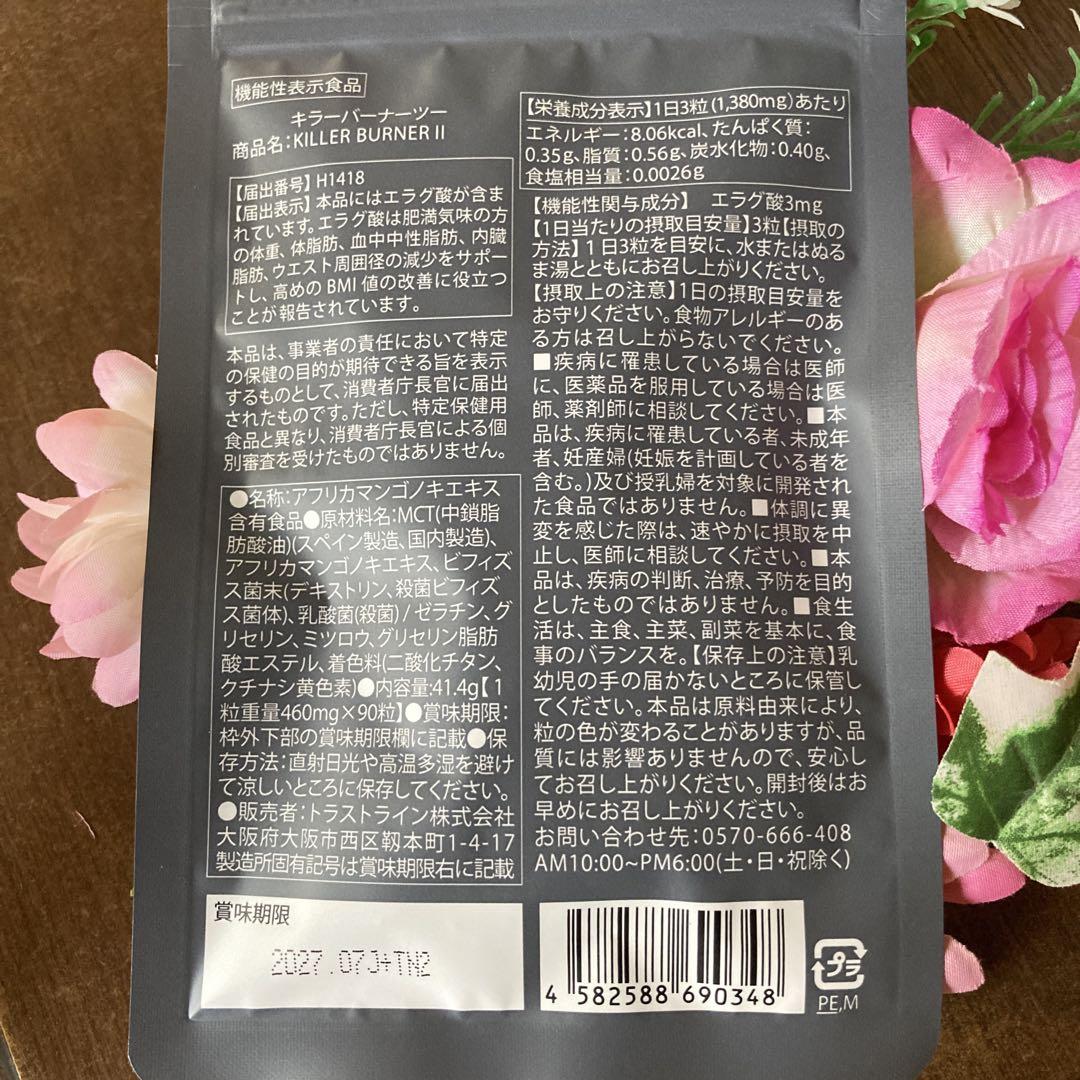 機能性表示食品
キラーバーナーツー
商品名:KILLER BURNER II
【届出番号】H1418
【届出表示】本品にはエラグ酸が含ま
れています。エラグ酸は肥満気味の方
の体重、体脂肪、血中中性脂肪、内臓
脂肪、ウエスト周囲径の減少をサポー
トし、高めのBMI値の改善に役立つ
ことが報告されています。
本品は、事業者の責任において特定
の保健の目的が期待できる旨を表示
するものとして、消費者庁長官に届出
されたものです。ただし、特定保健用
食品と異なり、消費者庁長官による個
別審査を受けたものではありません。
●名称:アフリカマンゴノキエキス
含有食品●原材料名:MCT(中鎖脂
肪酸油)(スペイン製造、国内製造)、
アフリカマンゴノキエキス、ビフィズ
ス菌末(デキストリン、殺菌ビフィズ
ス菌体)、乳酸菌(殺菌) / ゼラチン、グ
リセリン、ミツロウ、グリセリン脂肪
酸エステル、着色料(二酸化チタン、
クチナシ黄色素)●内容量:41.4g【1
粒重量460mg×90粒】●賞味期限:
枠外下部の賞味期限欄に記載●保
存方法:直射日光や高温多湿を避け
て涼しいところに保存してください。
●販売者:トラストライン株式会社
大阪府大阪市西区靱本町1-4-17
製造所固有記号は賞味期限右に記載
賞味期限
2027.07J+TN2
【栄養成分表示】1日3粒(1,380mg)あたり
エネルギー:8.06kcal、たんぱく質:
0.35g、脂質:0.56g、炭水化物:0.40g、
食塩相当量:0.0026g
【機能性関与成分】 エラグ酸3mg
【1日当たりの摂取目安量】3粒【摂取の
方法】1日3粒を目安に、水またはぬる
ま湯とともにお召し上がりください。
【摂取上の注意】1日の摂取目安量を
お守りください。食物アレルギーのあ
る方は召し上がらないでください。
■疾病に罹患している場合は医師
に、医薬品を服用している場合は医
師、薬剤師に相談してください。■本
品は、疾病に罹患している者、未成年
者、妊産婦(妊娠を計画している者を
含む。)及び授乳婦を対象に開発され
た食品ではありません。■体調に異
変を感じた際は、速やかに摂取を中
止し、医師に相談してください。■本
品は、疾病の判断、治療、予防を目的
としたものではありません。■食生
活は、主食、主菜、副菜を基本に、食
事のバランスを。【保存上の注意】乳
幼児の手の届かないところに保管し
てください。本品は原料由来により、
粒の色が変わることがありますが、品
質には影響ありませんので、安心し
てお召し上がりください。開封後はお
早めにお召し上がりください。
お問い合わせ先:0570-666-408
AM10:00~PM6:00(土・日・祝除く)
4 582588 690348
プラ
PE,M